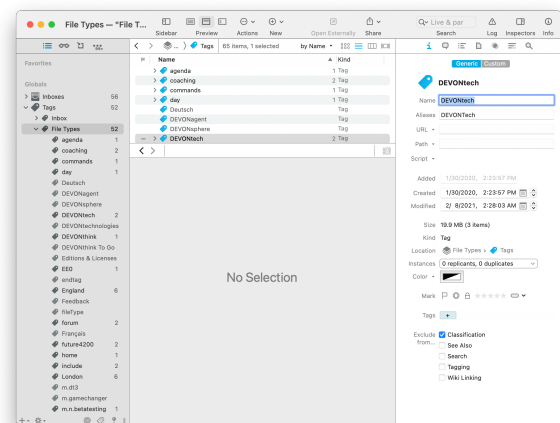 File Types — "File T...
Sidebar
Preview
Actions
New
Open Externally
Share
Q~ Live & par
Search
Log
Inspectors
Info
... ) Tags
65 items, 1 selected
by Name
Name
Kind
agenda 1 Tag
coaching 2 Tag
commands 1 Tag
day 1 Tag
Deutsch Tag
DEVONagent Tag
DEVONsphere Tag
DEVONtech 2 Tag
No Selection
Favorites
Globals
Inboxes 56
Tags 52
Inbox
File Types 52
agenda 1
coaching 2
commands 1
day 1
Deutsch
DEVONagent
DEVONsphere
DEVONtech 2
DEVONtechnologies
DEVONthink 1
DEVONthink To Go
Editions & Licenses
EEO 1
endtag
England 6
Feedback
fileType
forum 2
Français
future4200 2
home 1
include 2
London 6
m.dt3
m.gamechanger
m.n.betatesting 1
Generic Custom
DEVONtech
Name DEVONtech
Aliases DEVONTech
URL
Path
Script
Added 1/30/2020, 2:23:57 PM
Created 1/30/2020, 2:23:57 PM
Modified 2/ 8/2021, 2:28:03 AM
Size 19.9 MB (3 items)
Kind Tag
Location File Types › Tags
Instances 0 replicants, 0 duplicates
Color
Mark
Tags +
Exclude from... Classification
See Also
Search
Tagging
Wiki Linking